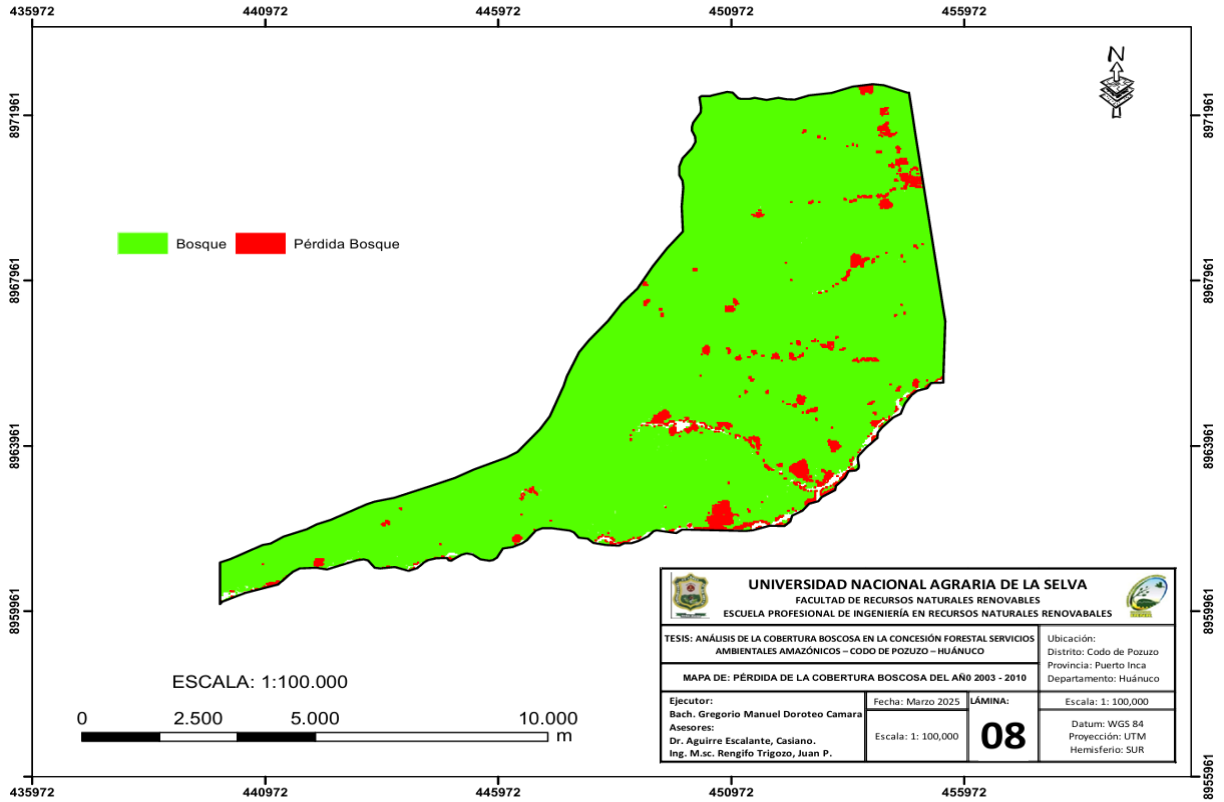 435972 440972 445972 450972 455972
N
8971961 8971961
Bosque Pérdida Bosque
8967961 8967961
8963961 8963961
8959961 8959961
8955961
ESCALA: 1:100.000
0 2.500 5.000 10.000
m
UNIVERSIDAD NACIONAL AGRARIA DE LA SELVA
FACULTAD DE RECURSOS NATURALES RENOVABLES
ESCUELA PROFESIONAL DE INGENIERÍA EN RECURSOS NATURALES RENOVABALES
TESIS: ANÁLISIS DE LA COBERTURA BOSCOSA EN LA CONCESIÓN FORESTAL SERVICIOS
AMBIENTALES AMAZÓNICOS – CODO DE POZUZO – HUÁNUCO
Ubicación:
Distrito: Codo de Pozuzo
Provincia: Puerto Inca
Departamento: Huánuco
MAPA DE: PÉRDIDA DE LA COBERTURA BOSCOSA DEL AÑ0 2003 - 2010
Ejecutor:
Bach. Gregorio Manuel Doroteo Camara
Asesores:
Dr. Aguirre Escalante, Casiano.
Ing. M.sc. Rengifo Trigozo, Juan P.
Fecha: Marzo 2025
Escala: 1: 100,000
LÁMINA:
08
Escala: 1: 100,000
Datum: WGS 84
Proyección: UTM
Hemisferio: SUR
435972 440972 445972 450972 455972